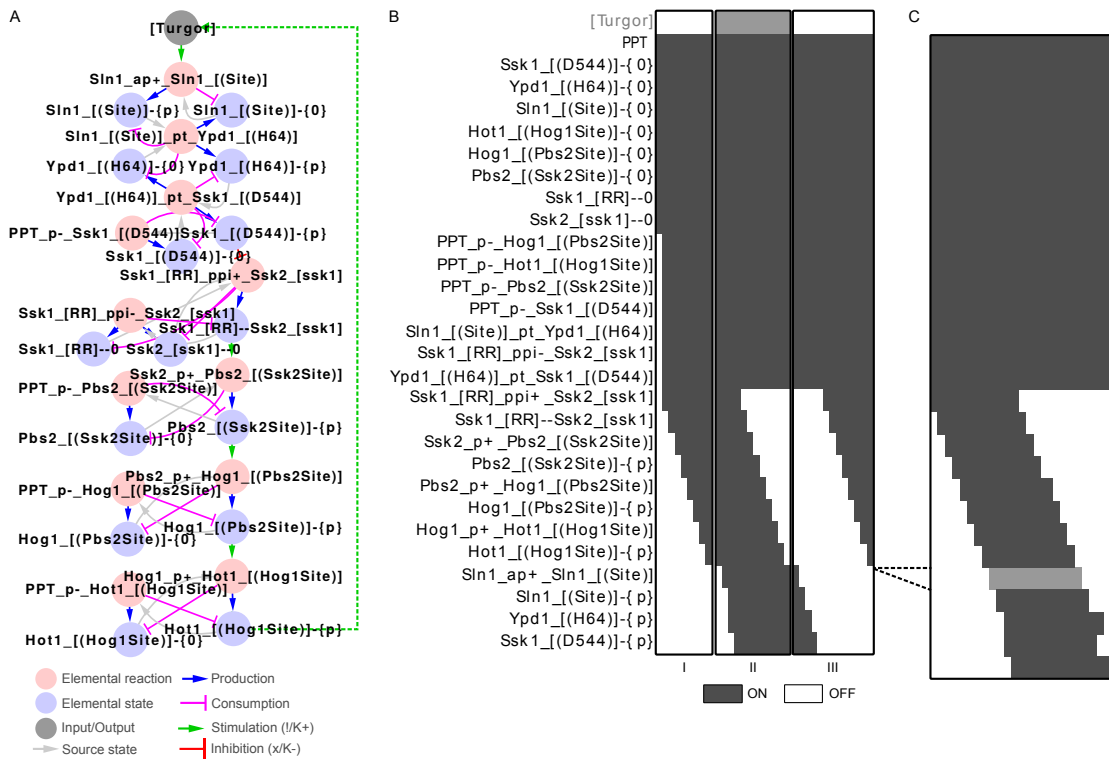 A
[Turgor]
Sln1_ap+_Sln1_[(Site)]
Sln1_[(Site)]-{p}
Sln1_[(Site)]-{0}
Sln1_[(Site)]_pt_Ypd1_[(H64)]
Ypd1_[(H64)]-{0}
Ypd1_[(H64)]-{p}
Ypd1_[(H64)]_pt_Ssk1_[(D544)]
PPT_p-_Ssk1_[(D544)]
Ssk1_[(D544)]-{p}
Ssk1_[(D544)]-{0}
Ssk1_[RR]_ppi+_Ssk2_[ssk1]
Ssk1_[RR]_ppi-_Ssk2_[ssk1]
Ssk1_[RR]--Ssk2_[ssk1]
Ssk1_[RR]--0
Ssk2_[ssk1]--0
Ssk2_p+_Pbs2_[(Ssk2Site)]
PPT_p-_Pbs2_[(Ssk2Site)]
Pbs2_[(Ssk2Site)]-{p}
Pbs2_[(Ssk2Site)]-{0}
Pbs2_p+_Hog1_[(Pbs2Site)]
PPT_p-_Hog1_[(Pbs2Site)]
Hog1_[(Pbs2Site)]-{p}
Hog1_[(Pbs2Site)]-{0}
Hog1_p+_Hot1_[(Hog1Site)]
PPT_p-_Hot1_[(Hog1Site)]
Hot1_[(Hog1Site)]-{p}
Hot1_[(Hog1Site)]-{0}
Elemental reaction
Production
Elemental state
Consumption
Input/Output
Stimulation (!/K+)
Source state
Inhibition (x/K-)
B
[Turgor]
PPT
Ssk1_[(D544)]-{0}
Ypd1_[(H64)]-{0}
Sln1_[(Site)]-{0}
Hot1_[(Hog1Site)]-{0}
Hog1_[(Pbs2Site)]-{0}
Pbs2_[(Ssk2Site)]-{0}
Ssk1_[RR]--0
Ssk2_[ssk1]--0
PPT_p-_Hog1_[(Pbs2Site)]
PPT_p-_Hot1_[(Hog1Site)]
PPT_p-_Pbs2_[(Ssk2Site)]
PPT_p-_Ssk1_[(D544)]
Sln1_[(Site)]_pt_Ypd1_[(H64)]
Ssk1_[RR]_ppi-_Ssk2_[ssk1]
Ypd1_[(H64)]_pt_Ssk1_[(D544)]
Ssk1_[RR]_ppi+_Ssk2_[ssk1]
Ssk1_[RR]--Ssk2_[ssk1]
Ssk2_p+_Pbs2_[(Ssk2Site)]
Pbs2_[(Ssk2Site)]-{p}
Pbs2_p+_Hog1_[(Pbs2Site)]
Hog1_[(Pbs2Site)]-{p}
Hog1_p+_Hot1_[(Hog1Site)]
Hot1_[(Hog1Site)]-{p}
Sln1_ap+_Sln1_[(Site)]
Sln1_[(Site)]-{p}
Ypd1_[(H64)]-{p}
Ssk1_[(D544)]-{p}
I II III
ON OFF
C